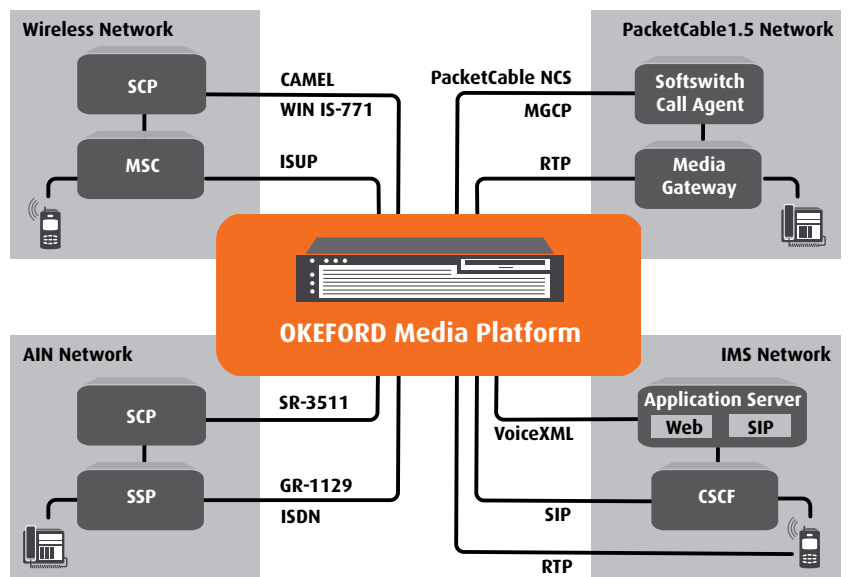 Wireless Network
SCP
MSC
CAMEL
WIN IS-771
ISUP
PacketCable1.5 Network
PacketCable NCS
MGCP
RTP
Softswitch
Call Agent
Media
Gateway
OKEFORD Media Platform
AIN Network
SCP
SSP
SR-3511
GR-1129
ISDN
IMS Network
Application Server
Web
SIP
CSCF
VoiceXML
SIP
RTP